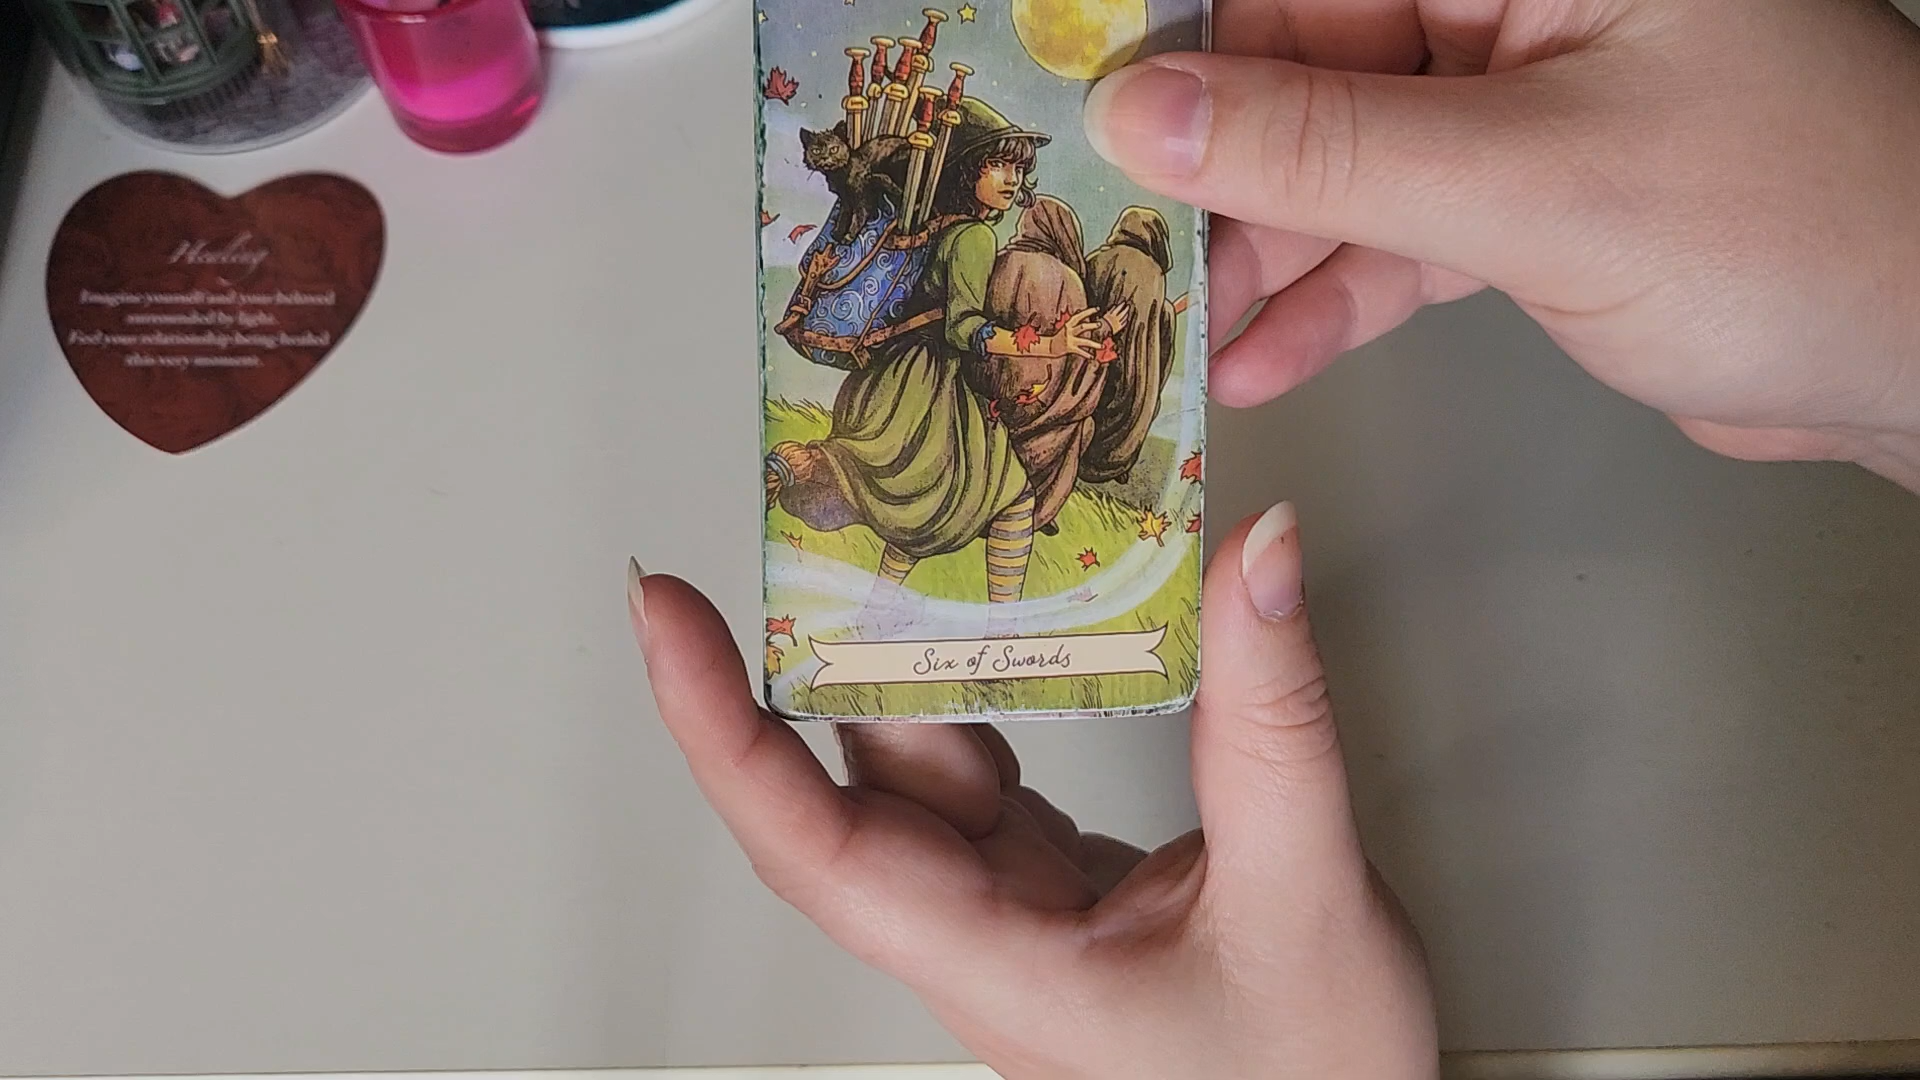 Healing
Imagine yourself and your beloved
surrounded by light.
Feel your relationship being healed
this very moment.
Six of Swords